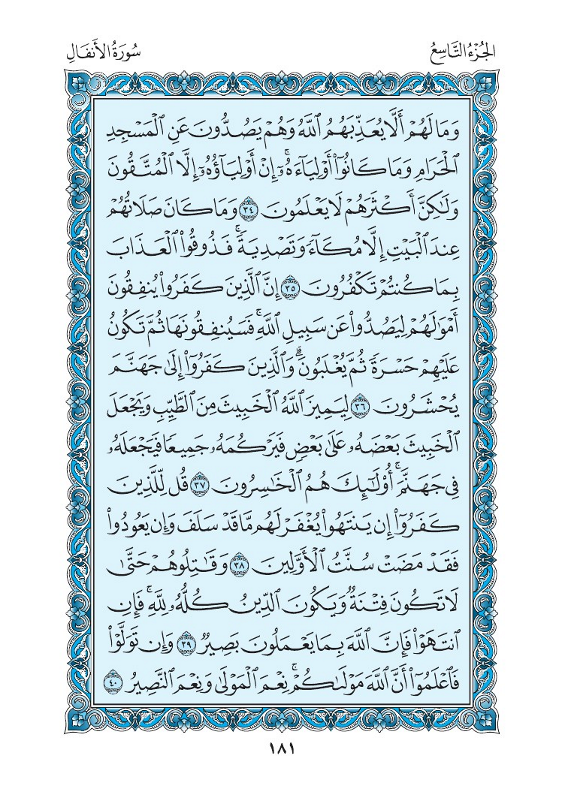 الجُزْءُ التَّاسِعُ
سُورَةُ الأَنفَالِ
وَمَا لَهُمْ أَلَّا يُعَذِّبَهُمُ ٱللَّهُ وَهُمْ يَصُدُّونَ عَنِ ٱلْمَسْجِدِ
ٱلْحَرَامِ وَمَا كَانُوٓا۟ أَوْلِيَآءَهُۥٓ ۚ إِنْ أَوْلِيَآؤُهُۥٓ إِلَّا ٱلْمُتَّقُونَ
وَلَـٰكِنَّ أَكْثَرَهُمْ لَا يَعْلَمُونَ ٣٤ وَمَا كَانَ صَلَاتُهُمْ
عِندَ ٱلْبَيْتِ إِلَّا مُكَآءً وَتَصْدِيَةً ۚ فَذُوقُوا۟ ٱلْعَذَابَ
بِمَا كُنتُمْ تَكْفُرُونَ ٣٥ إِنَّ ٱلَّذِينَ كَفَرُوا۟ يُنفِقُونَ
أَمْوَٰلَهُمْ لِيَصُدُّوا۟ عَن سَبِيلِ ٱللَّهِ ۚ فَسَيُنفِقُونَهَا ثُمَّ تَكُونُ
عَلَيْهِمْ حَسْرَةً ثُمَّ يُغْلَبُونَ ۗ وَٱلَّذِينَ كَفَرُوٓا۟ إِلَىٰ جَهَنَّمَ
يُحْشَرُونَ ٣٦ لِيَمِيزَ ٱللَّهُ ٱلْخَبِيثَ مِنَ ٱلطَّيِّبِ وَيَجْعَلَ
ٱلْخَبِيثَ بَعْضَهُۥ عَلَىٰ بَعْضٍ فَيَرْكُمَهُۥ جَمِيعًا فَيَجْعَلَهُۥ
فِى جَهَنَّمَ ۚ أُو۟لَـٰٓئِكَ هُمُ ٱلْخَـٰسِرُونَ ٣٧ قُل لِّلَّذِينَ
كَفَرُوٓا۟ إِن يَنتَهُوا۟ يُغْفَرْ لَهُم مَّا قَدْ سَلَفَ وَإِن يَعُودُوا۟
فَقَدْ مَضَتْ سُنَّتُ ٱلْأَوَّلِينَ ٣٨ وَقَـٰتِلُوهُمْ حَتَّىٰ
لَا تَكُونَ فِتْنَةٌ وَيَكُونَ ٱلدِّينُ كُلُّهُۥ لِلَّهِ ۚ فَإِنِ
ٱنتَهَوْا۟ فَإِنَّ ٱللَّهَ بِمَا يَعْمَلُونَ بَصِيرٌ ٣٩ وَإِن تَوَلَّوْا۟
فَٱعْلَمُوٓا۟ أَنَّ ٱللَّهَ مَوْلَىٰكُمْ ۚ نِعْمَ ٱلْمَوْلَىٰ وَنِعْمَ ٱلنَّصِيرُ ٤٠
١٨١